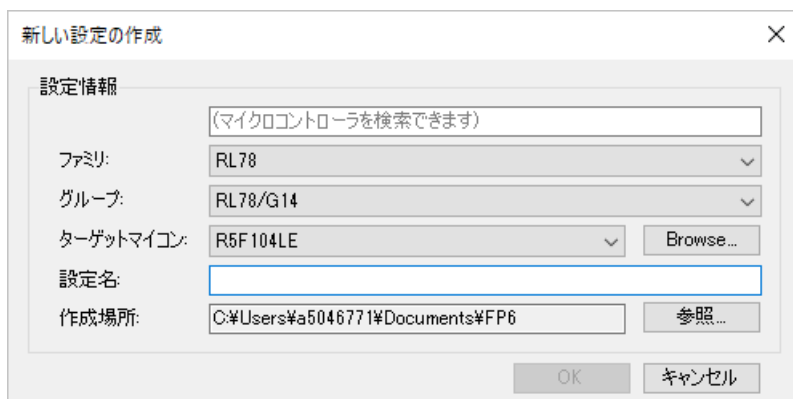 新しい設定の作成
設定情報
(マイクロコントローラを検索できます)
ファミリ: RL78
グループ: RL78/G14
ターゲットマイコン: R5F104LE Browse...
設定名:
作成場所: C:¥Users¥a5046771¥Documents¥FP6 参照...
OK キャンセル